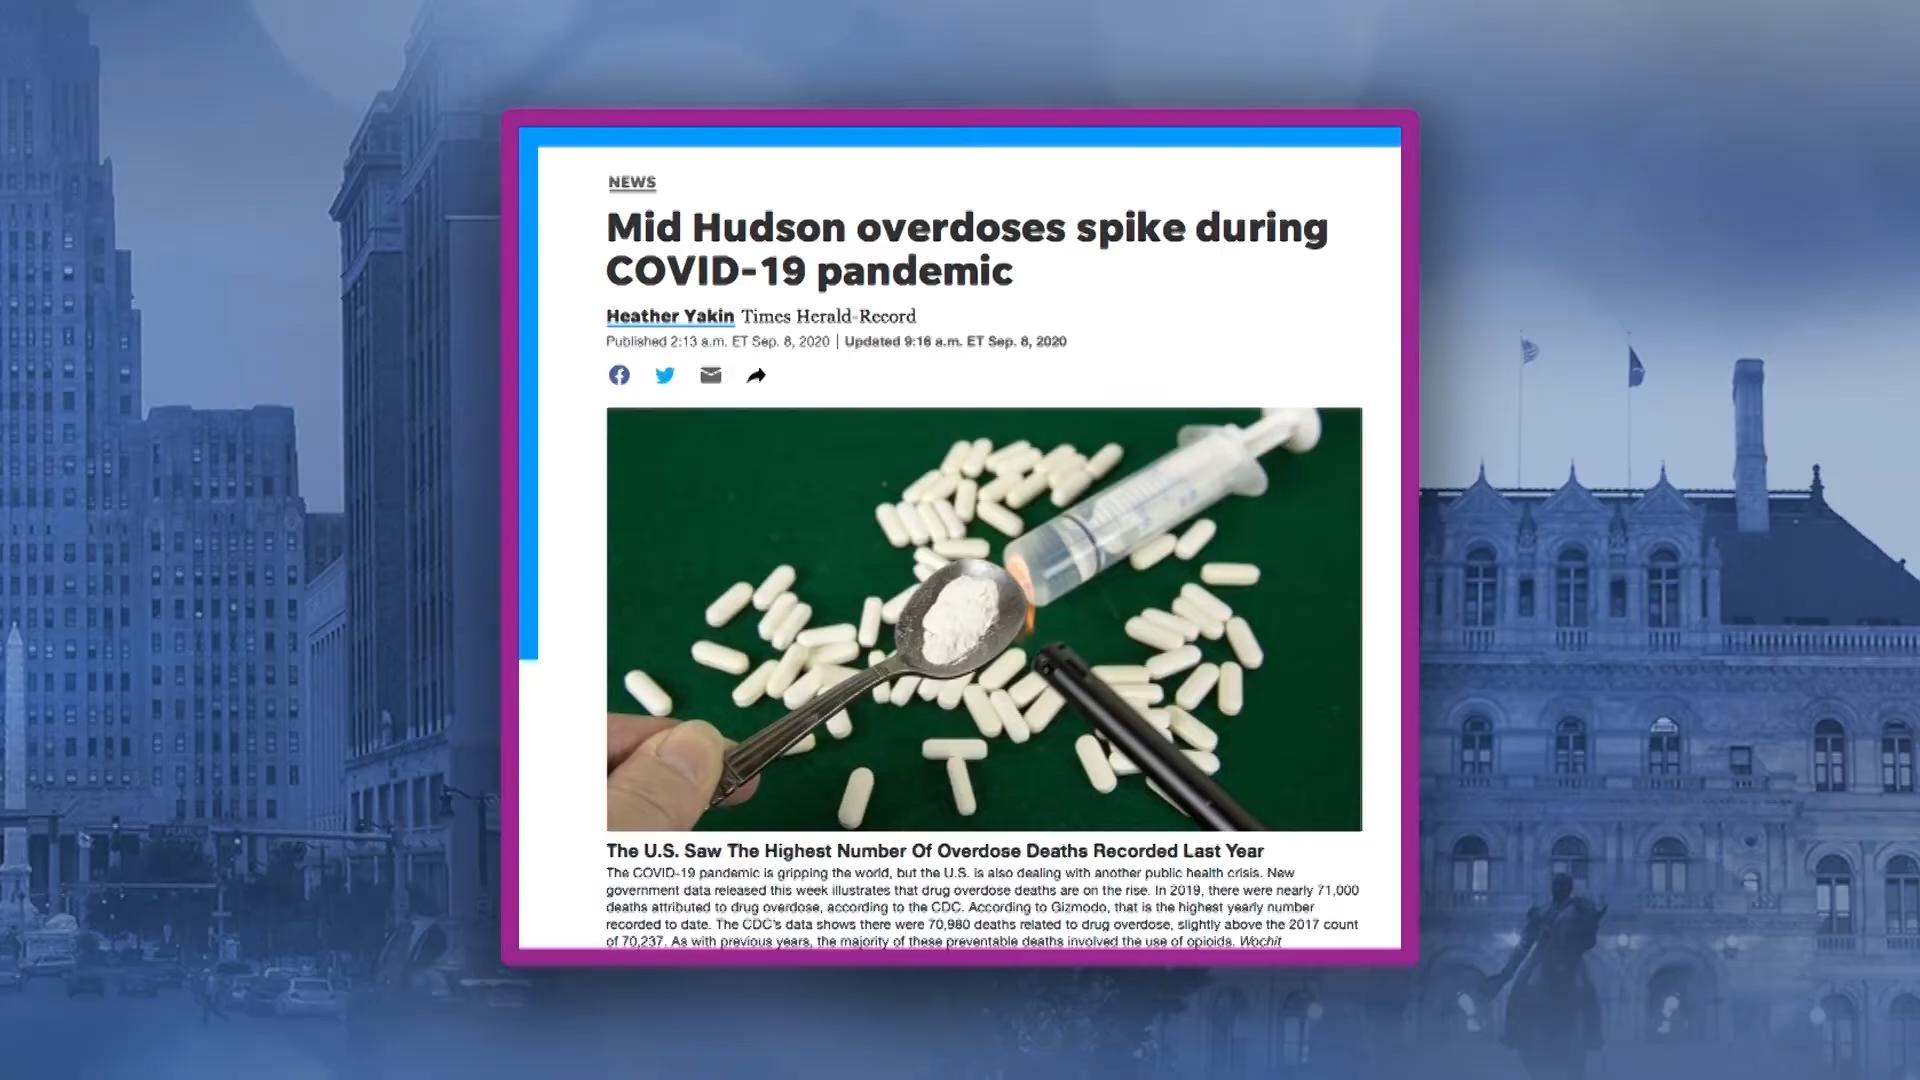 NEWS
Mid Hudson overdoses spike during
COVID-19 pandemic
Heather Yakin Times Herald-Record
Published 2:13 a.m. ET Sep. 8, 2020 | Updated 9:16 a.m. ET Sep. 8, 2020
The U.S. Saw The Highest Number Of Overdose Deaths Recorded Last Year
The COVID-19 pandemic is gripping the world, but the U.S. is also dealing with another public health crisis. New
government data released this week illustrates that drug overdose deaths are on the rise. In 2019, there were nearly 71,000
deaths attributed to drug overdose, according to the CDC. According to Gizmodo, that is the highest yearly number
recorded to date. The CDC's data shows there were 70,980 deaths related to drug overdose, slightly above the 2017 count
of 70,237. As with previous years, the majority of these preventable deaths involved the use of opioids. Wochit